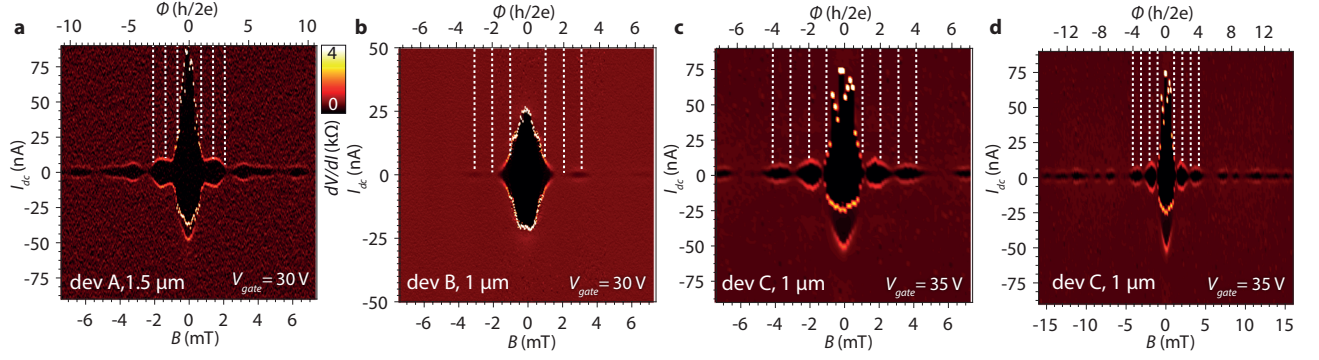 a
Φ (h/2e)
-10 -5 0 5 10
75
50
25
0
-25
-50
-75
I_dc (nA)
dev A,1.5 μm
V_gate = 30 V
-6 -4 -2 0 2 4 6
B (mT)
4
0
dV/dI (kΩ)
b
Φ (h/2e)
-6 -4 -2 0 2 4 6
50
25
0
-25
-50
I_dc (nA)
dev B, 1 μm
V_gate = 30 V
-6 -4 -2 0 2 4 6
B (mT)
c
Φ (h/2e)
-6 -4 -2 0 2 4 6
75
50
25
0
-25
-50
-75
I_dc (nA)
dev C, 1 μm
V_gate = 35 V
-6 -4 -2 0 2 4 6
B (mT)
d
Φ (h/2e)
-12 -8 -4 0 4 8 12
75
50
25
0
-25
-50
-75
I_dc (nA)
dev C, 1 μm
V_gate = 35 V
-15 -10 -5 0 5 10 15
B (mT)